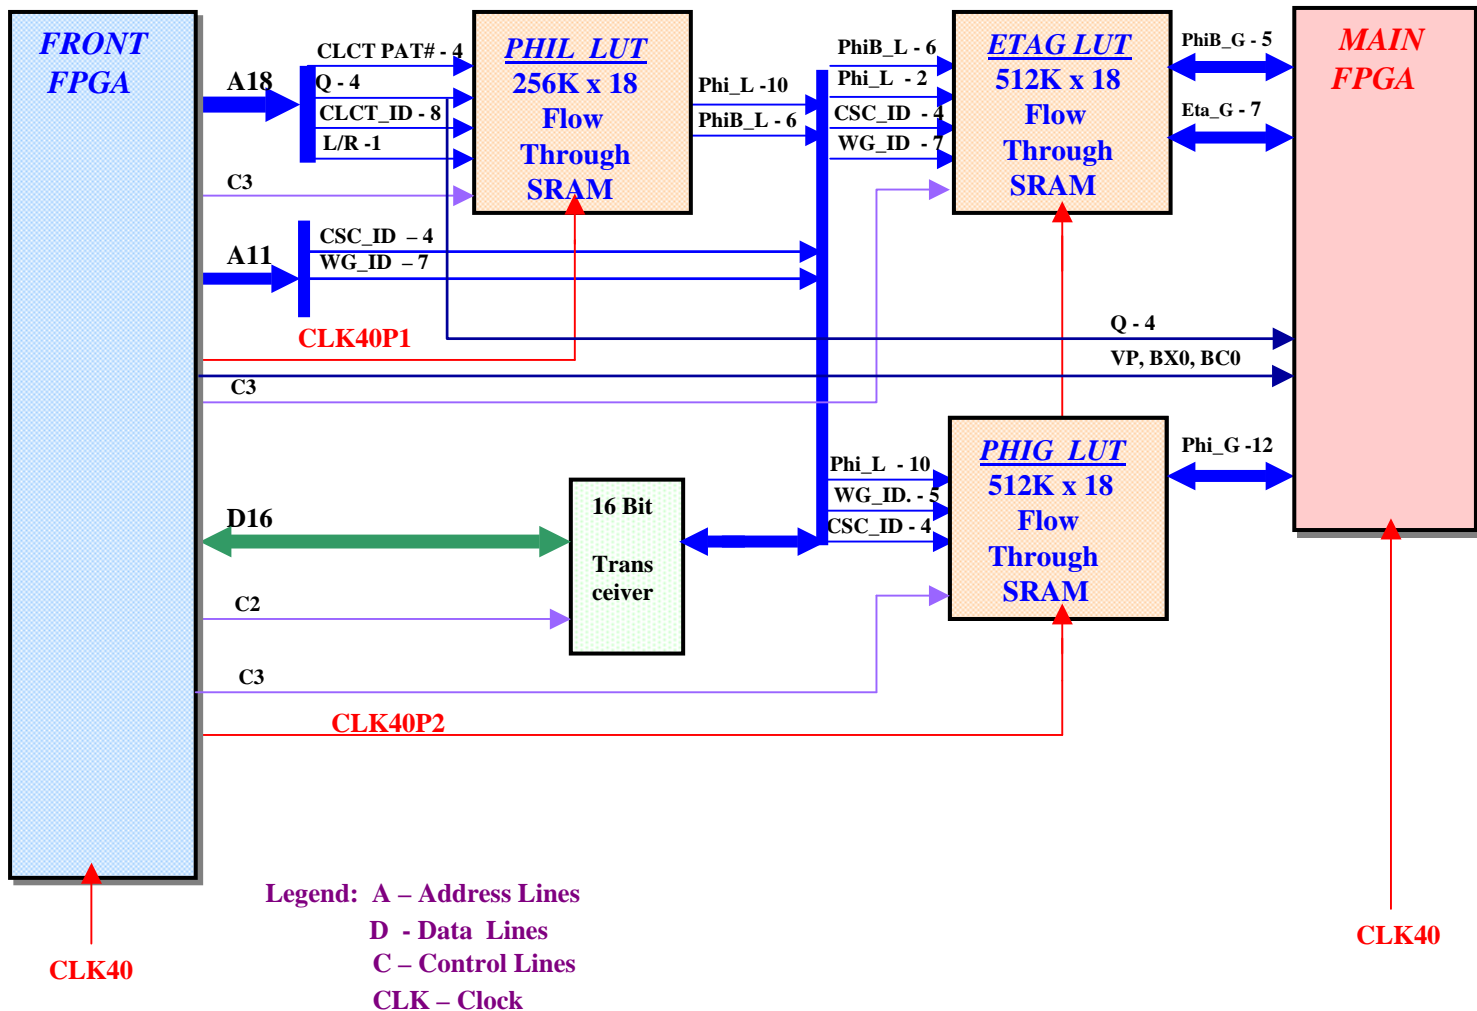 FRONT
FPGA
A18
CLCT PAT# - 4
Q - 4
CLCT_ID - 8
L/R -1
C3
A11
CSC_ID – 4
WG_ID – 7
CLK40P1
C3
D16
C2
C3
CLK40P2
CLK40
PHIL LUT
256K x 18
Flow
Through
SRAM
Phi_L -10
PhiB_L - 6
16 Bit
Trans
ceiver
PhiB_L - 6
Phi_L - 2
CSC_ID - 4
WG_ID - 7
ETAG LUT
512K x 18
Flow
Through
SRAM
PhiB_G - 5
Eta_G - 7
Q - 4
VP, BX0, BC0
Phi_L - 10
WG_ID. - 5
CSC_ID - 4
PHIG LUT
512K x 18
Flow
Through
SRAM
Phi_G -12
MAIN
FPGA
CLK40
Legend: A – Address Lines
D - Data Lines
C – Control Lines
CLK – Clock